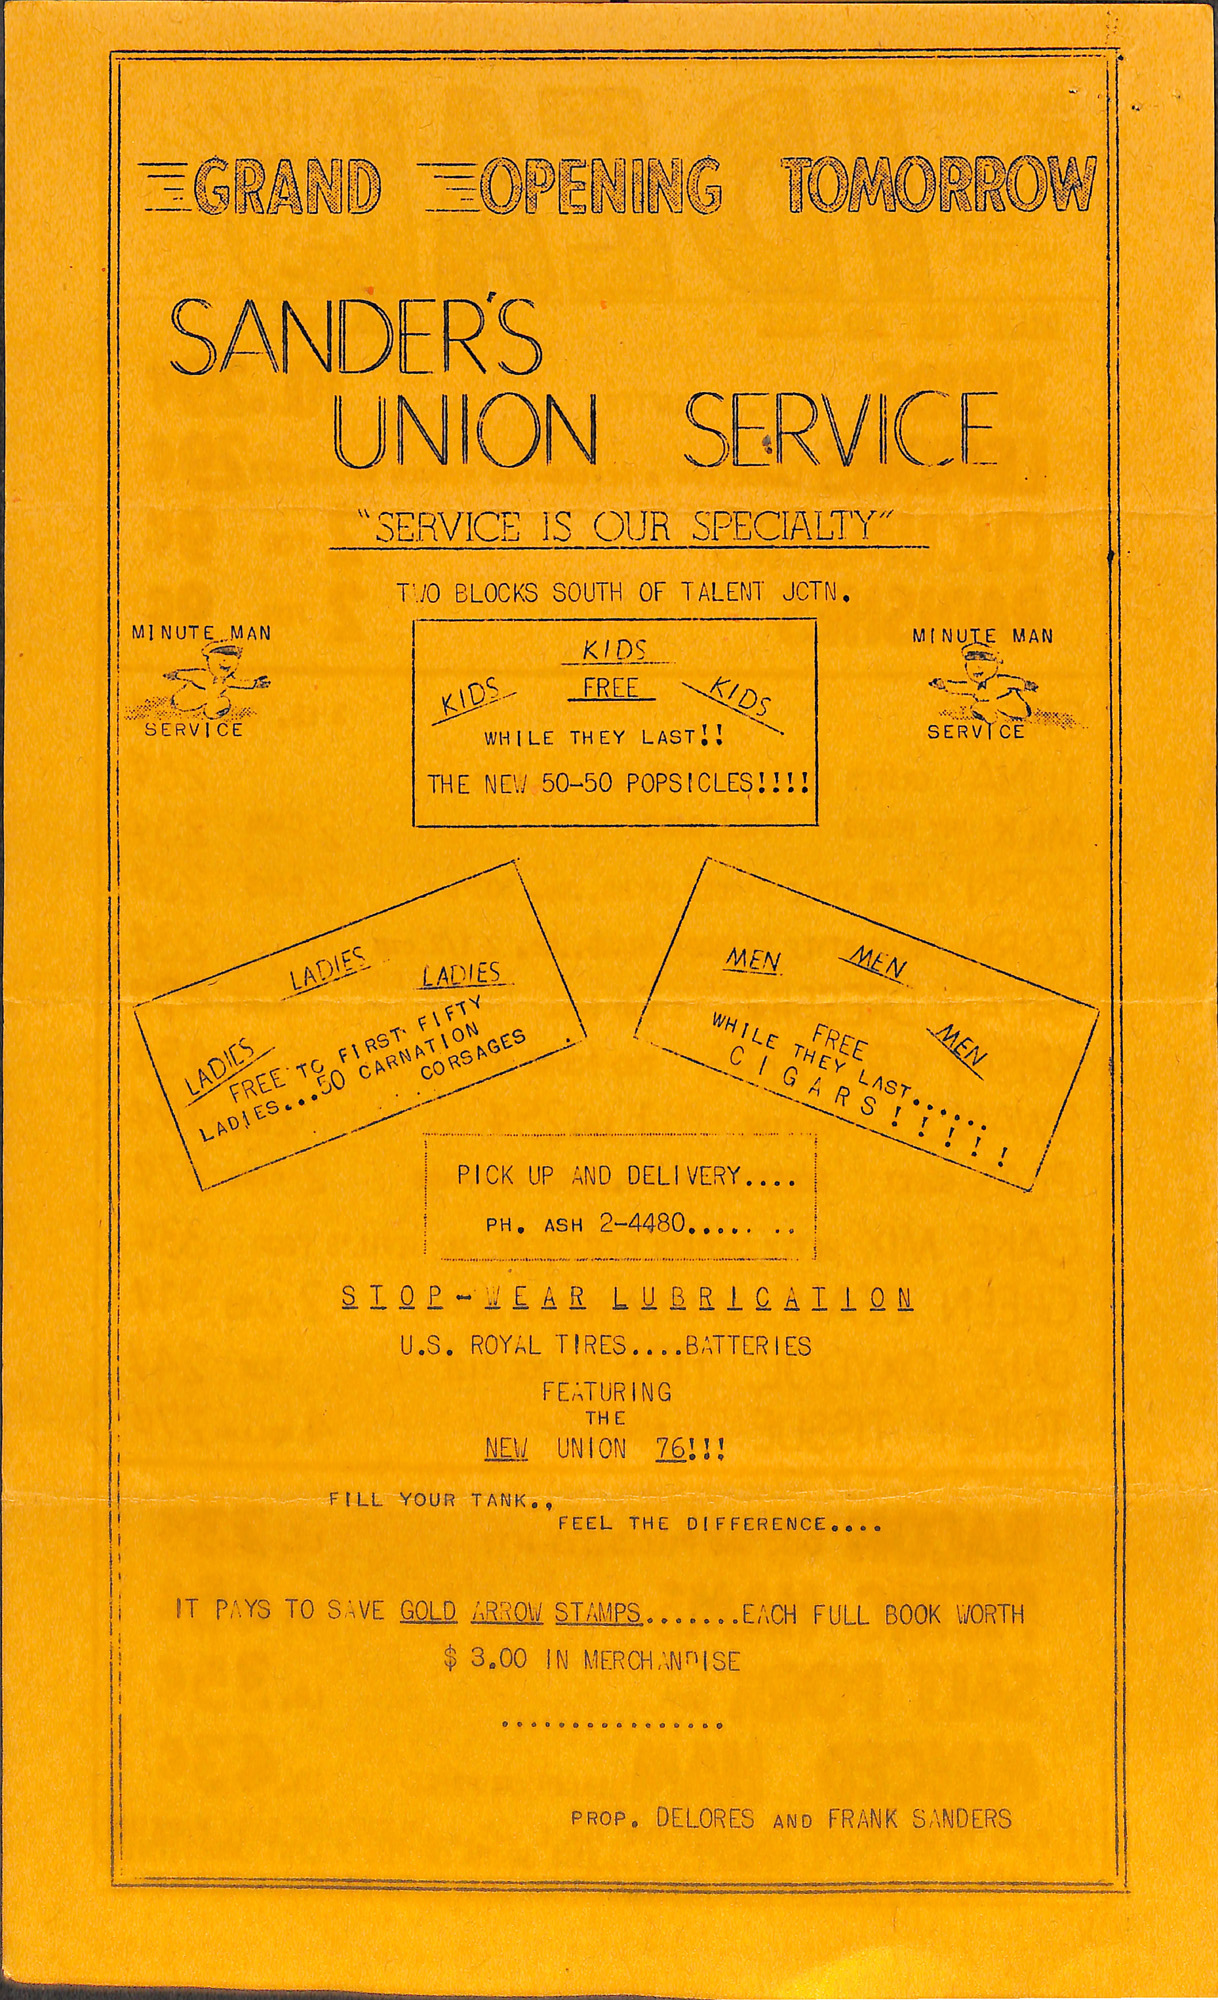 GRAND OPENING TOMORROW
SANDER'S
UNION SERVICE
"SERVICE IS OUR SPECIALTY"
TWO BLOCKS SOUTH OF TALENT JCTN.
MINUTE MAN
SERVICE
KIDS
KIDS FREE KIDS
WHILE THEY LAST!!
THE NEW 50-50 POPSICLES!!!!
MINUTE MAN
SERVICE
LADIES LADIES LADIES
FREE TO FIRST FIFTY
LADIES...50 CARNATION
CORSAGES
MEN MEN MEN
FREE
WHILE THEY LAST......
CIGARS!!!!!
PICK UP AND DELIVERY....
PH. ASH 2-4480..... ..
STOP-WEAR LUBRICATION
U.S. ROYAL TIRES....BATTERIES
FEATURING
THE
NEW UNION 76!!!
FILL YOUR TANK..,
FEEL THE DIFFERENCE....
IT PAYS TO SAVE GOLD ARROW STAMPS.......EACH FULL BOOK WORTH
$ 3.00 IN MERCHANDISE
................
PROP. DELORES AND FRANK SANDERS